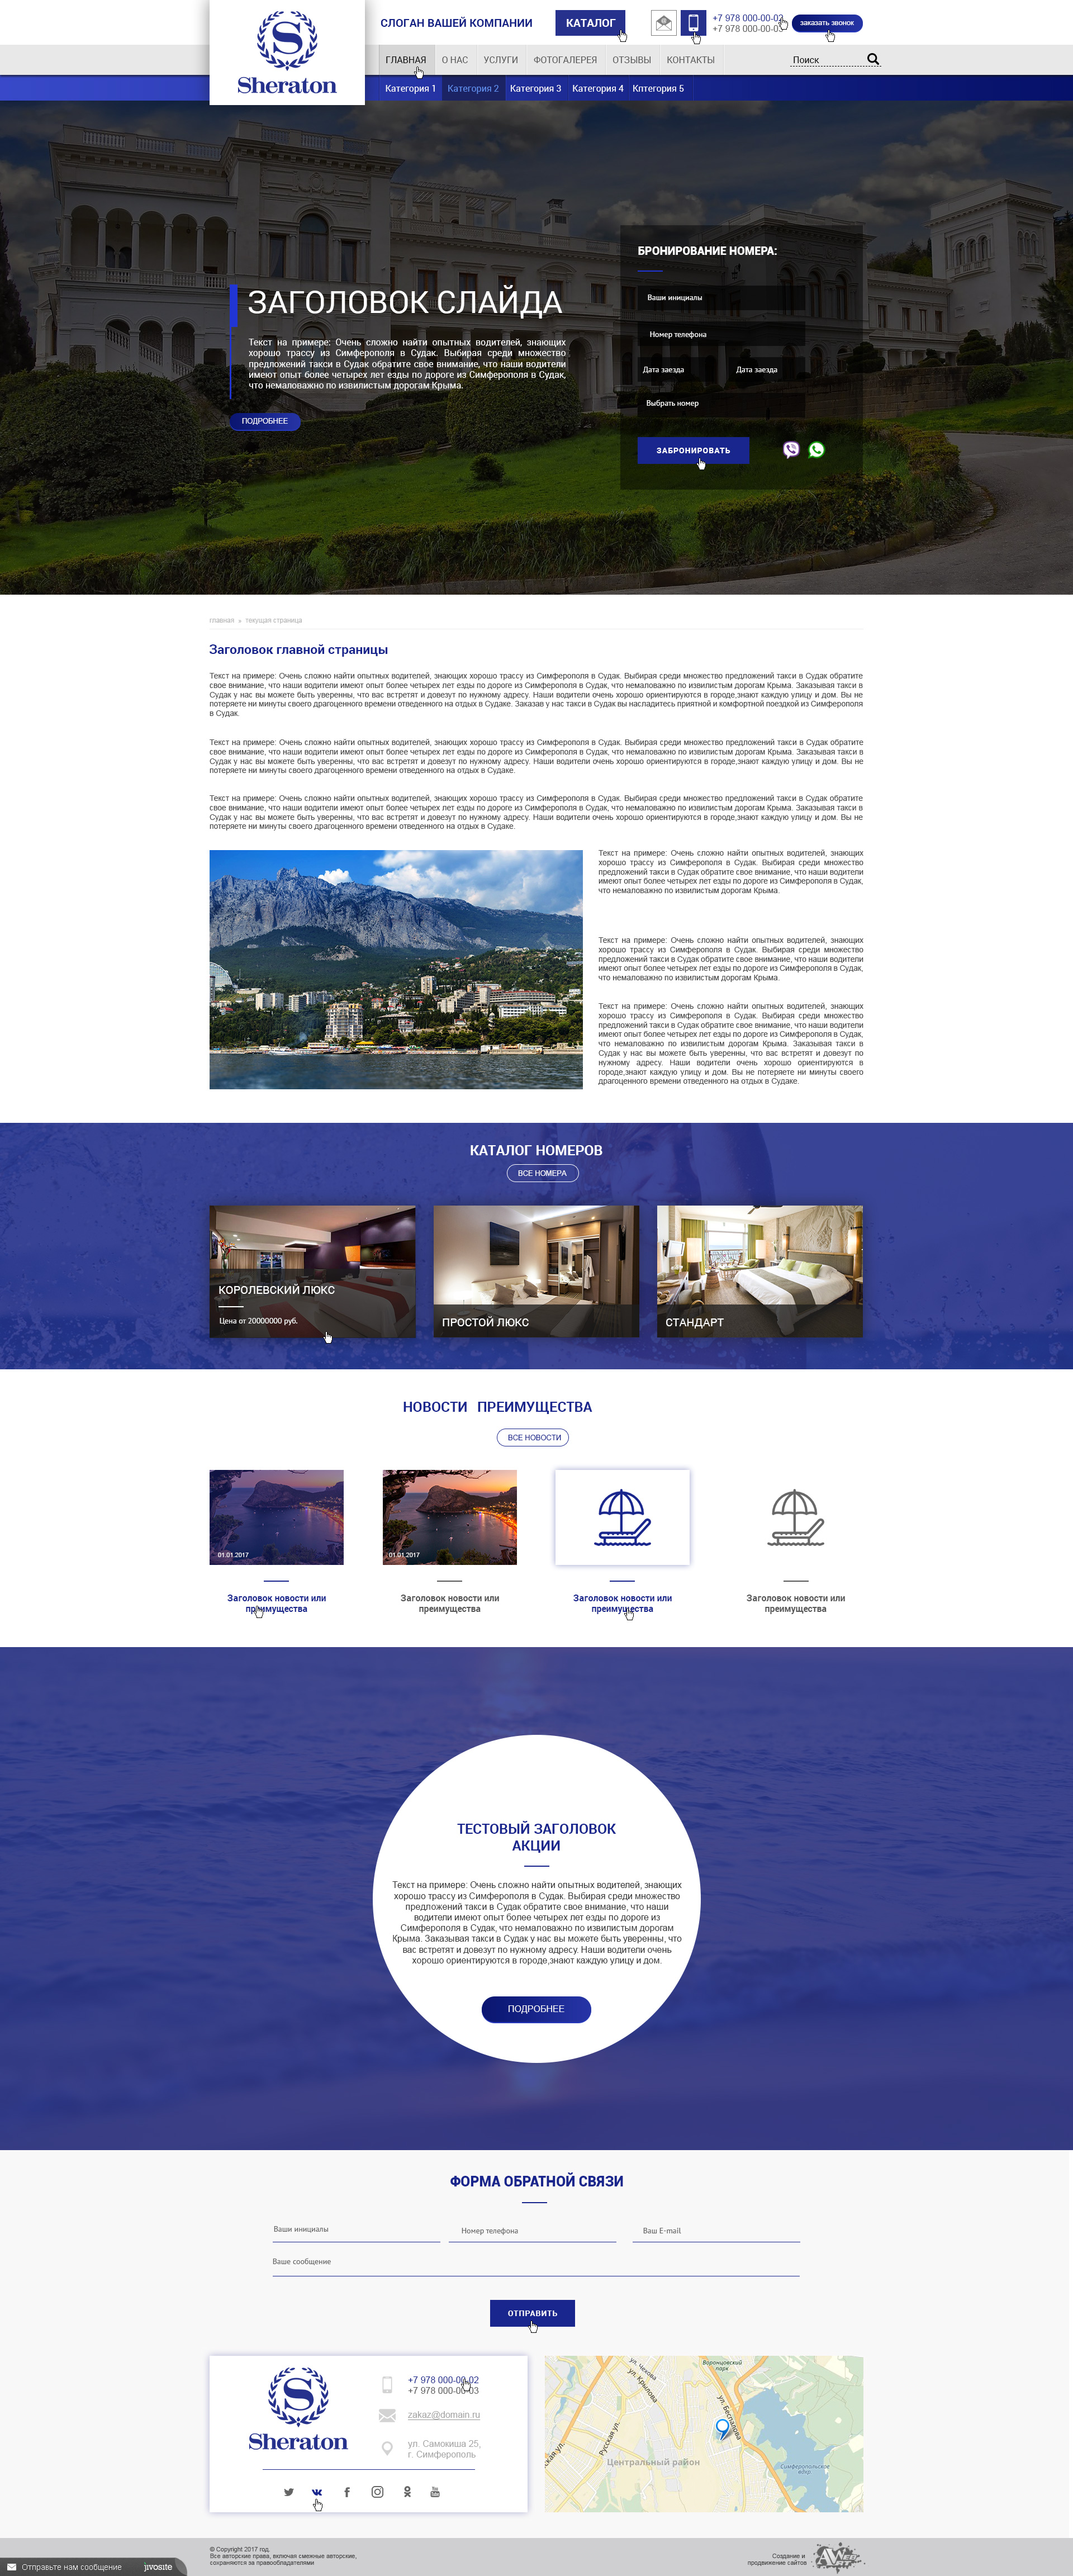 СЛОГАН ВАШЕЙ КОМПАНИИ
КАТАЛОГ
+7 978 000-00-02
+7 978 000-00-03
заказать звонок
Sheraton
ГЛАВНАЯ О НАС УСЛУГИ ФОТОГАЛЕРЕЯ ОТЗЫВЫ КОНТАКТЫ
Поиск
Категория 1 Категория 2 Категория 3 Категория 4 Кптегория 5
ЗАГОЛОВОК СЛАЙДА
Текст на примере: Очень сложно найти опытных водителей, знающих
хорошо трассу из Симферополя в Судак. Выбирая среди множество
предложений такси в Судак обратите свое внимание, что наши водители
имеют опыт более четырех лет езды по дороге из Симферополя в Судак,
что немаловажно по извилистым дорогам Крыма.
ПОДРОБНЕЕ
БРОНИРОВАНИЕ НОМЕРА:
Ваши инициалы
Номер телефона
Дата заезда Дата заезда
Выбрать номер
ЗАБРОНИРОВАТЬ
главная » текущая страница
Заголовок главной страницы
Текст на примере: Очень сложно найти опытных водителей, знающих хорошо трассу из Симферополя в Судак. Выбирая среди множество предложений такси в Судак обратите
свое внимание, что наши водители имеют опыт более четырех лет езды по дороге из Симферополя в Судак, что немаловажно по извилистым дорогам Крыма. Заказывая такси в
Судак у нас вы можете быть уверенны, что вас встретят и довезут по нужному адресу. Наши водители очень хорошо ориентируются в городе,знают каждую улицу и дом. Вы не
потеряете ни минуты своего драгоценного времени отведенного на отдых в Судаке. Заказав у нас такси в Судак вы насладитесь приятной и комфортной поездкой из Симферополя
в Судак.
Текст на примере: Очень сложно найти опытных водителей, знающих хорошо трассу из Симферополя в Судак. Выбирая среди множество предложений такси в Судак обратите
свое внимание, что наши водители имеют опыт более четырех лет езды по дороге из Симферополя в Судак, что немаловажно по извилистым дорогам Крыма. Заказывая такси в
Судак у нас вы можете быть уверенны, что вас встретят и довезут по нужному адресу. Наши водители очень хорошо ориентируются в городе,знают каждую улицу и дом. Вы не
потеряете ни минуты своего драгоценного времени отведенного на отдых в Судаке.
Текст на примере: Очень сложно найти опытных водителей, знающих хорошо трассу из Симферополя в Судак. Выбирая среди множество предложений такси в Судак обратите
свое внимание, что наши водители имеют опыт более четырех лет езды по дороге из Симферополя в Судак, что немаловажно по извилистым дорогам Крыма. Заказывая такси в
Судак у нас вы можете быть уверенны, что вас встретят и довезут по нужному адресу. Наши водители очень хорошо ориентируются в городе,знают каждую улицу и дом. Вы не
потеряете ни минуты своего драгоценного времени отведенного на отдых в Судаке.
Текст на примере: Очень сложно найти опытных водителей, знающих
хорошо трассу из Симферополя в Судак. Выбирая среди множество
предложений такси в Судак обратите свое внимание, что наши водители
имеют опыт более четырех лет езды по дороге из Симферополя в Судак,
что немаловажно по извилистым дорогам Крыма.
Текст на примере: Очень сложно найти опытных водителей, знающих
хорошо трассу из Симферополя в Судак. Выбирая среди множество
предложений такси в Судак обратите свое внимание, что наши водители
имеют опыт более четырех лет езды по дороге из Симферополя в Судак,
что немаловажно по извилистым дорогам Крыма.
Текст на примере: Очень сложно найти опытных водителей, знающих
хорошо трассу из Симферополя в Судак. Выбирая среди множество
предложений такси в Судак обратите свое внимание, что наши водители
имеют опыт более четырех лет езды по дороге из Симферополя в Судак,
что немаловажно по извилистым дорогам Крыма. Заказывая такси в
Судак у нас вы можете быть уверенны, что вас встретят и довезут по
нужному адресу. Наши водители очень хорошо ориентируются в
городе,знают каждую улицу и дом. Вы не потеряете ни минуты своего
драгоценного времени отведенного на отдых в Судаке.
КАТАЛОГ НОМЕРОВ
ВСЕ НОМЕРА
КОРОЛЕВСКИЙ ЛЮКС
Цена от 20000000 руб.
ПРОСТОЙ ЛЮКС
СТАНДАРТ
НОВОСТИ ПРЕИМУЩЕСТВА
ВСЕ НОВОСТИ
01.01.2017
01.01.2017
Заголовок новости или
преимущества
Заголовок новости или
преимущества
Заголовок новости или
преимущества
Заголовок новости или
преимущества
ТЕСТОВЫЙ ЗАГОЛОВОК
АКЦИИ
Текст на примере: Очень сложно найти опытных водителей, знающих
хорошо трассу из Симферополя в Судак. Выбирая среди множество
предложений такси в Судак обратите свое внимание, что наши
водители имеют опыт более четырех лет езды по дороге из
Симферополя в Судак, что немаловажно по извилистым дорогам
Крыма. Заказывая такси в Судак у нас вы можете быть уверенны, что
вас встретят и довезут по нужному адресу. Наши водители очень
хорошо ориентируются в городе,знают каждую улицу и дом.
ПОДРОБНЕЕ
ФОРМА ОБРАТНОЙ СВЯЗИ
Ваши инициалы
Номер телефона
Ваш E-mail
Ваше сообщение
ОТПРАВИТЬ
Sheraton
+7 978 000-00-02
+7 978 000-00-03
zakaz@domain.ru
ул. Самокиша 25,
г. Симферополь
Воронцовский
парк
ул. Чехова
ул. Крылова
Русская ул.
ская ул.
ул. Беспалова
Центральный район
Симферопольское
вдхр.
© Copyright 2017 год.
Все авторские права, включая смежные авторские,
сохраняются за правообладателями
Создание и
продвижение сайтов
Отправьте нам сообщение
jivosite